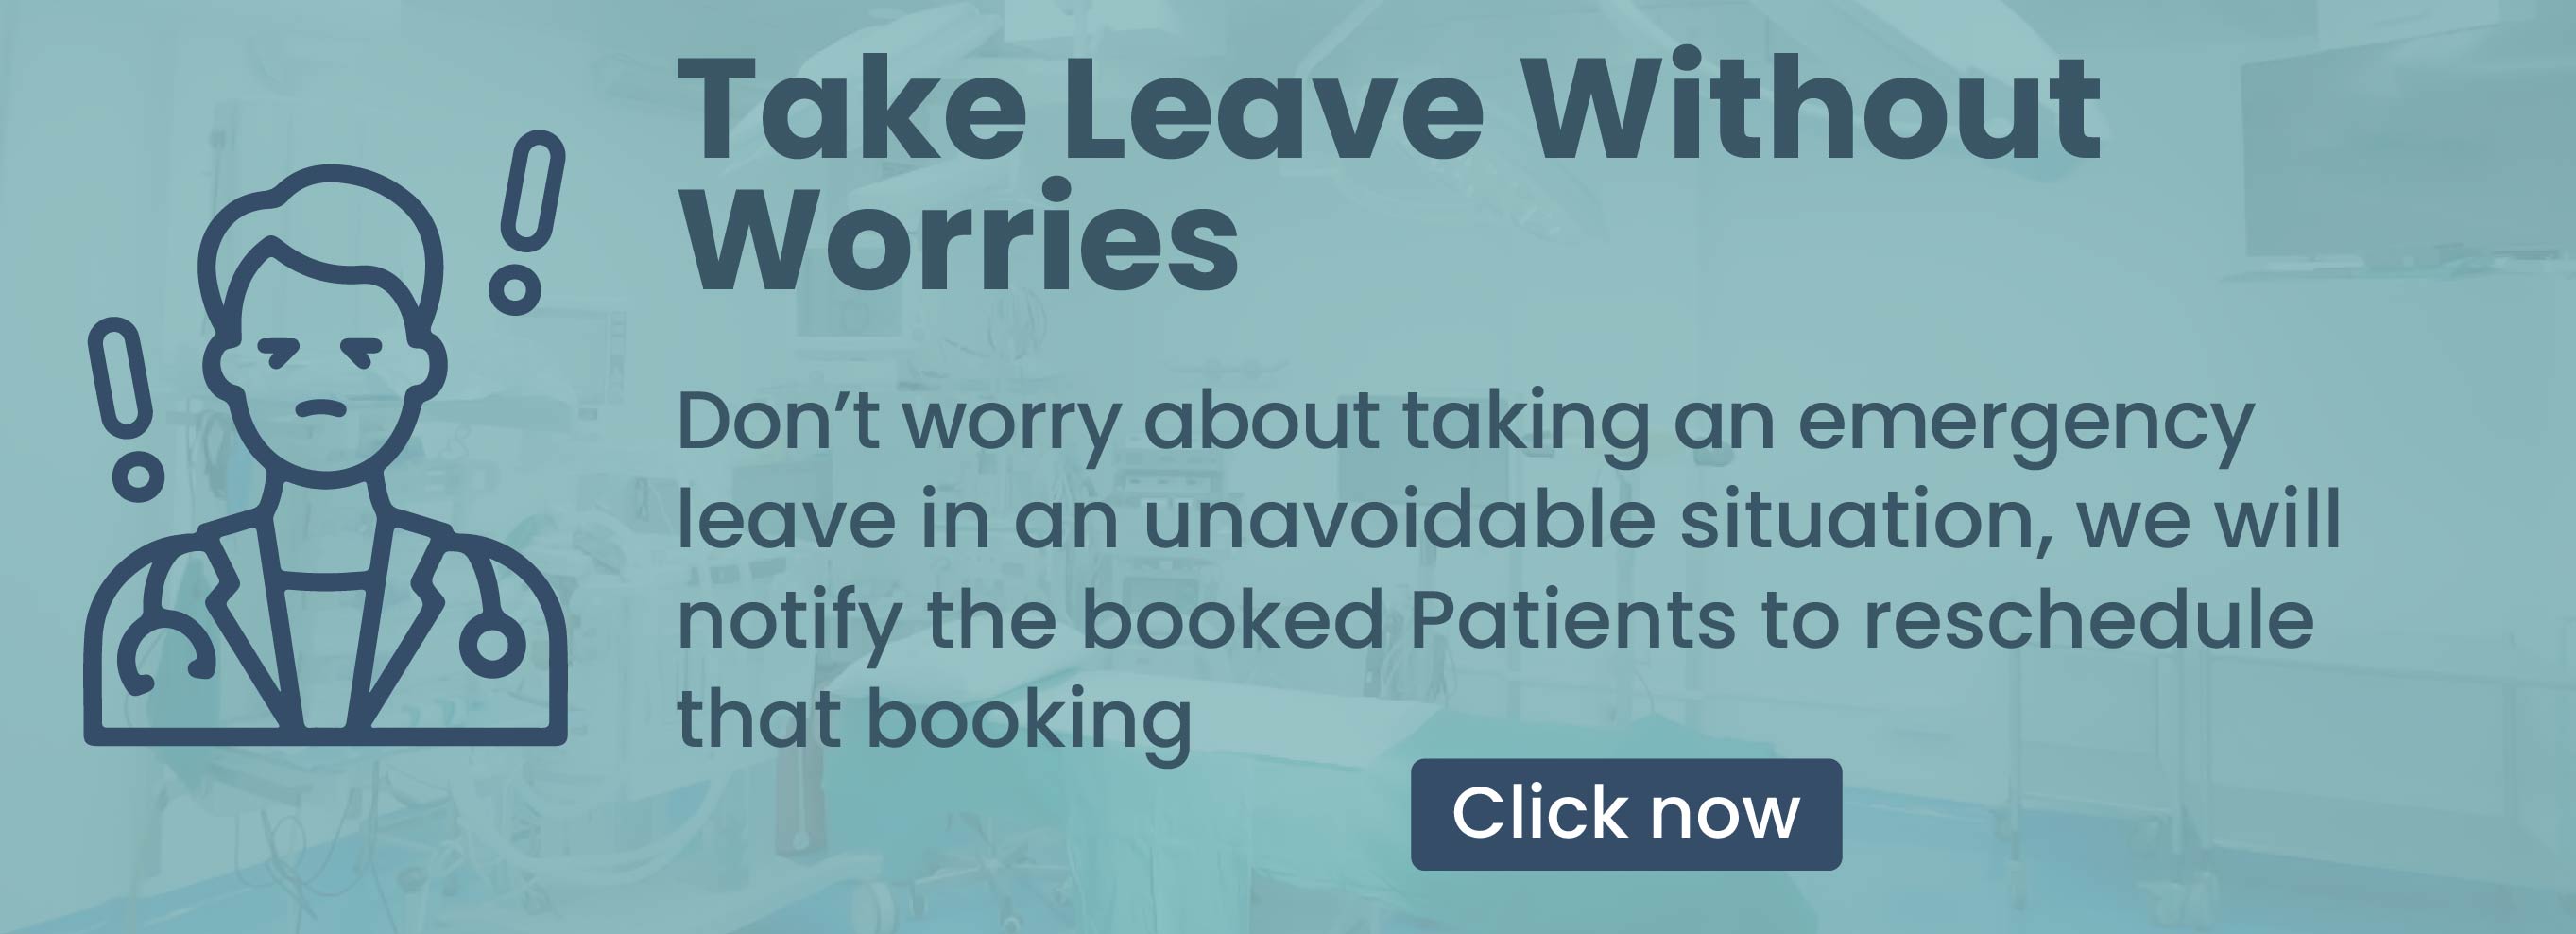 Take Leave Without
Worries
Don’t worry about taking an emergency
leave in an unavoidable situation, we will
notify the booked Patients to reschedule
that booking
Click now